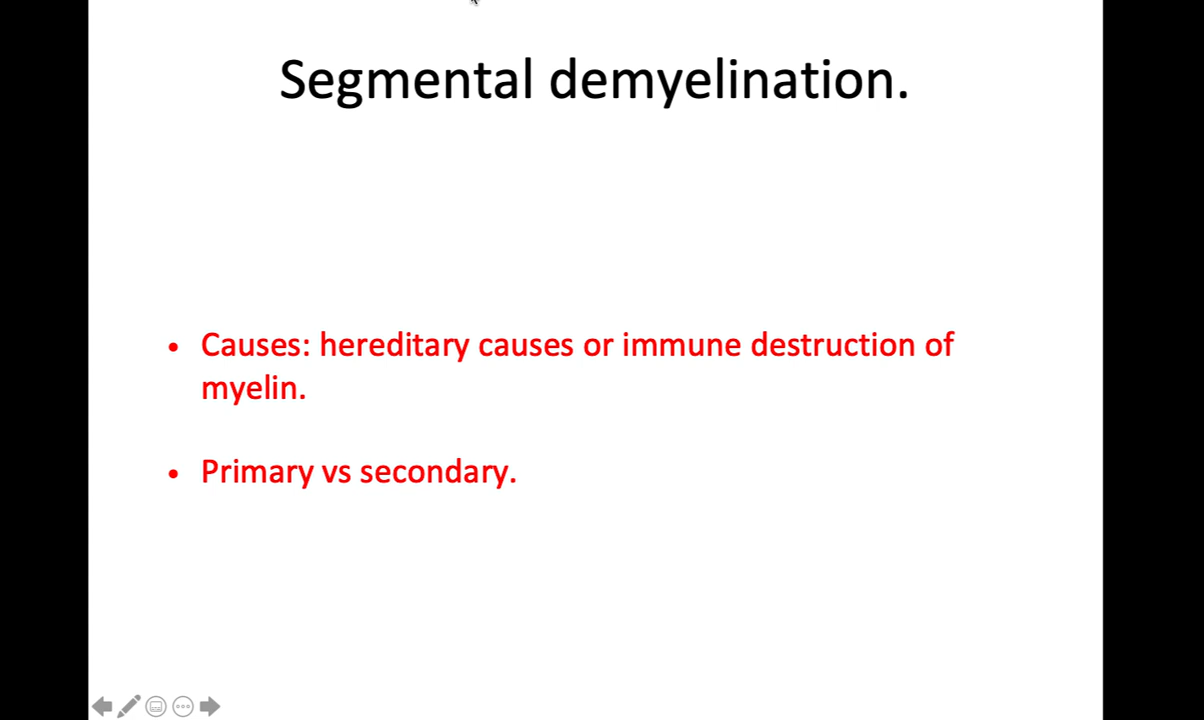 Segmental demyelination.
• Causes: hereditary causes or immune destruction of
myelin.
• Primary vs secondary.